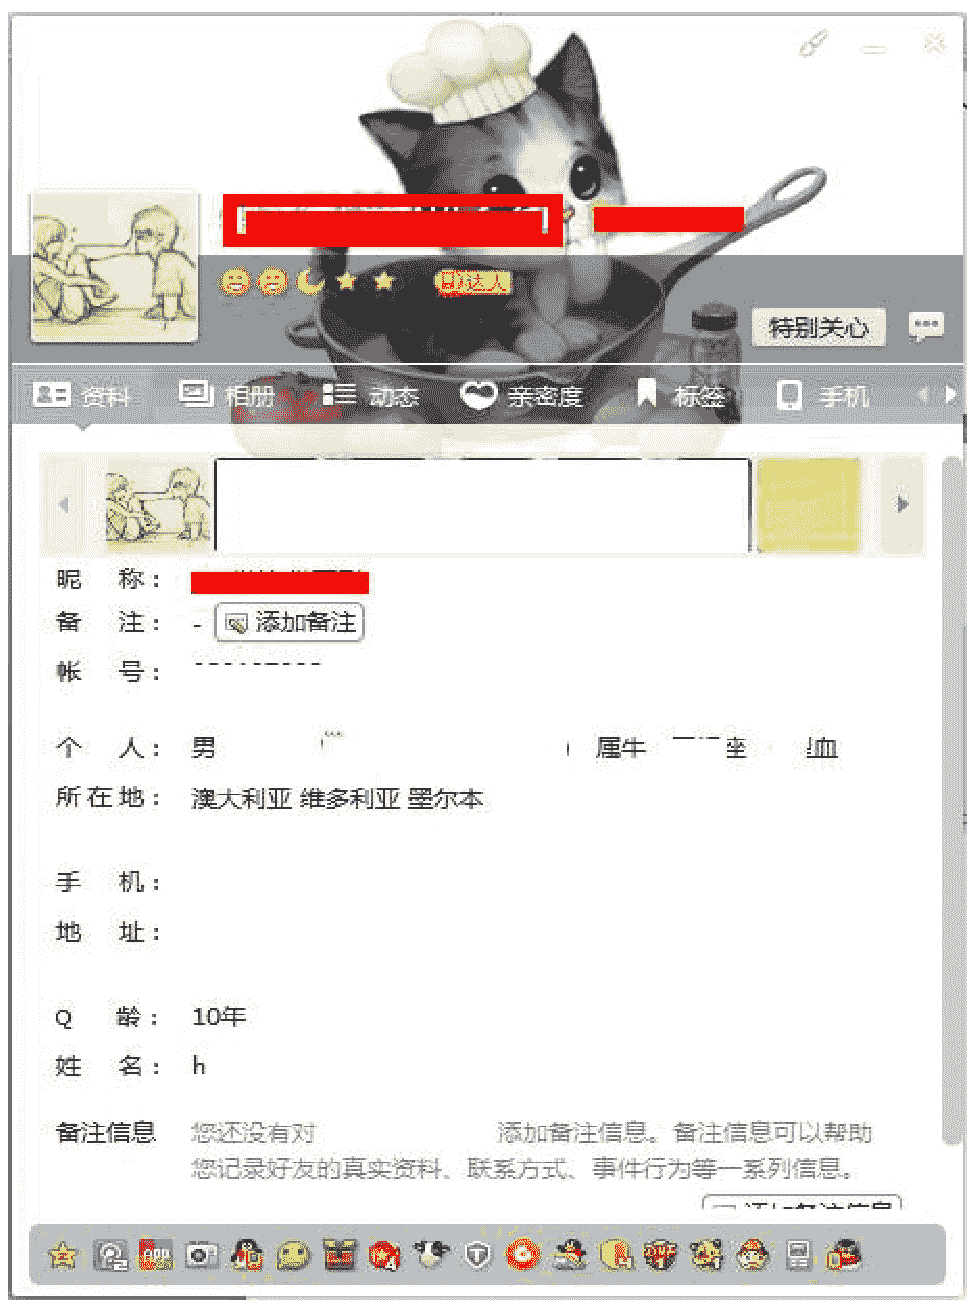 达人
特别关心
资料 相册 动态 亲密度 标签 手机
昵 称：
备 注： - 添加备注
帐 号：
个 人： 男 属牛 座 血
所在地： 澳大利亚 维多利亚 墨尔本
手 机：
地 址：
Q 龄： 10年
姓 名： h
备注信息 您还没有对 添加备注信息。备注信息可以帮助
您记录好友的真实资料、联系方式、事件行为等一系列信息。